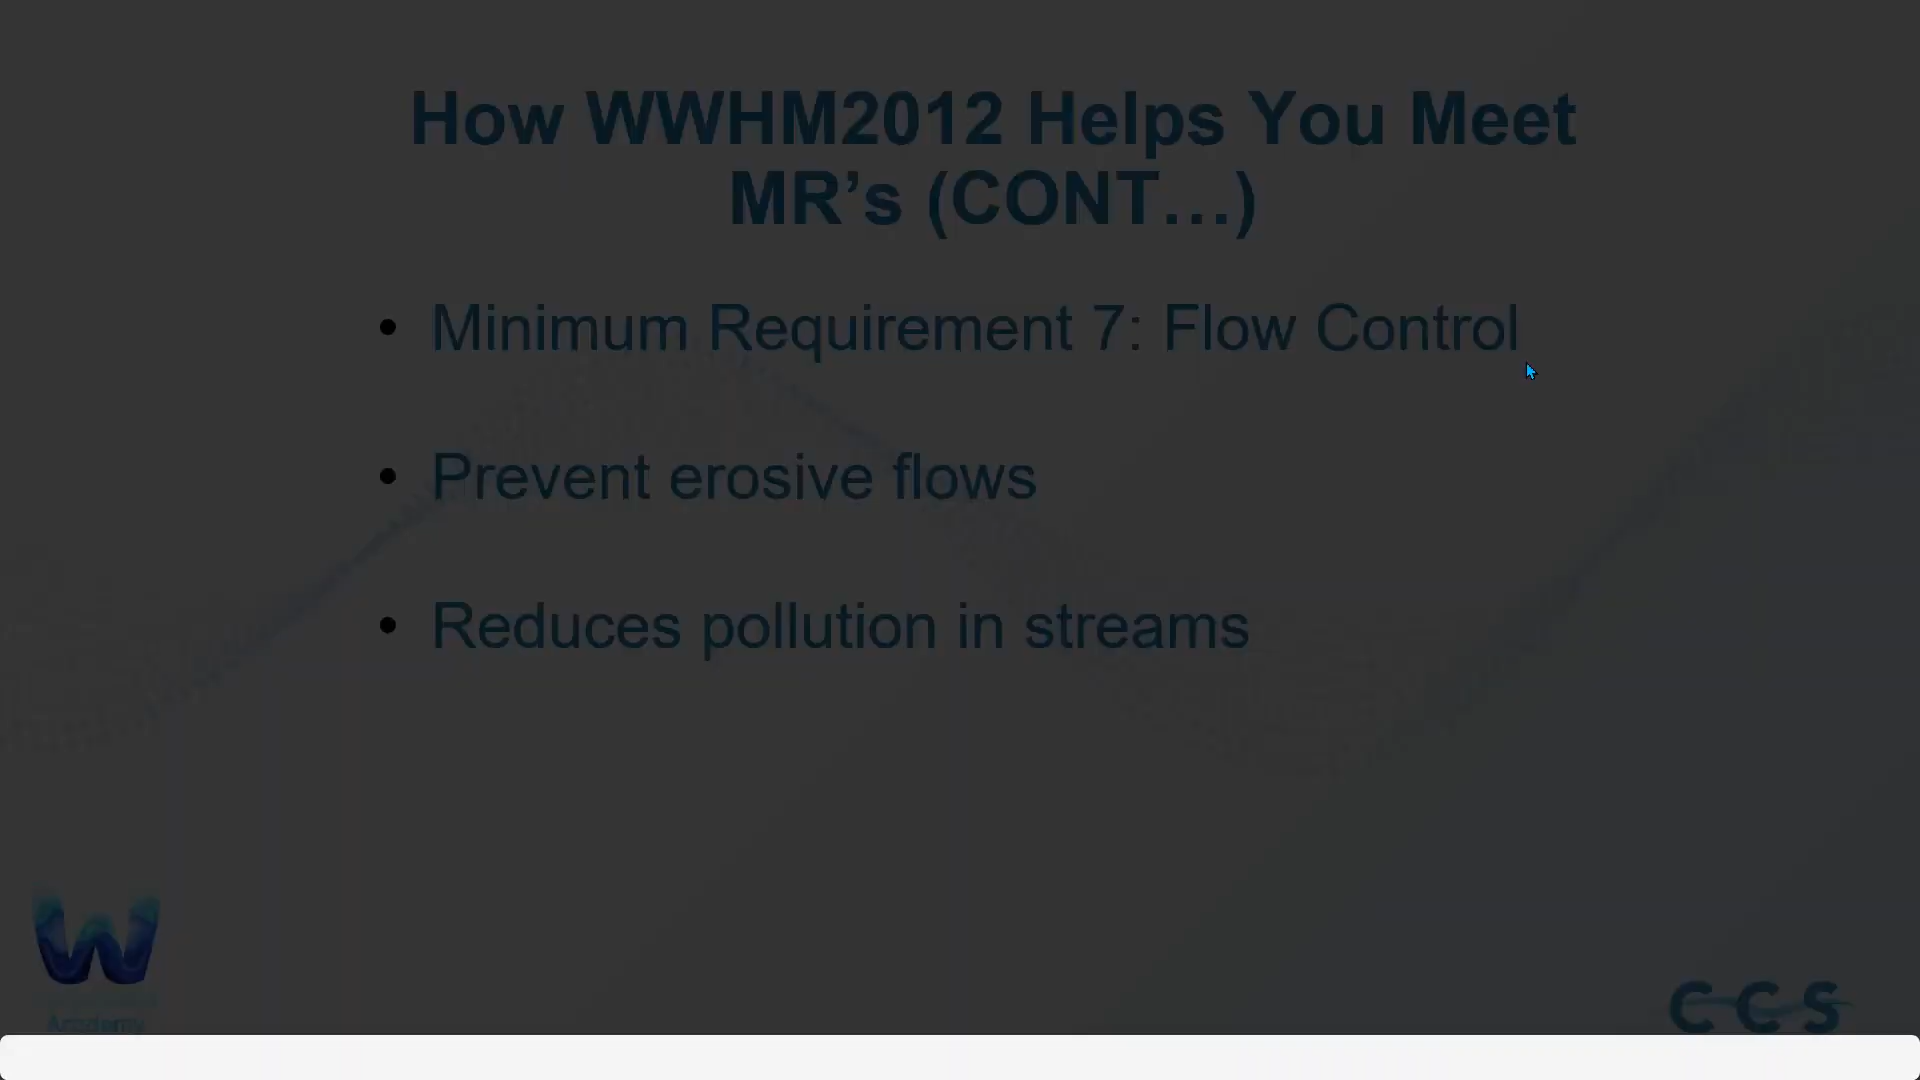 How WWHM2012 Helps You Meet
MR’s (CONT…)
• Minimum Requirement 7: Flow Control
• Prevent erosive flows
• Reduces pollution in streams
W
Academy
CCS